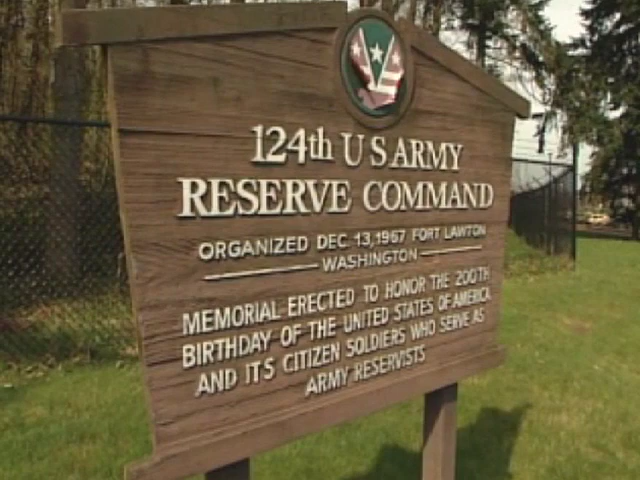 124th U S ARMY
RESERVE COMMAND
ORGANIZED DEC. 13, 1967 FORT LAWTON
WASHINGTON
MEMORIAL ERECTED TO HONOR THE 200TH
BIRTHDAY OF THE UNITED STATES OF AMERICA
AND ITS CITIZEN SOLDIERS WHO SERVE AS
ARMY RESERVISTS